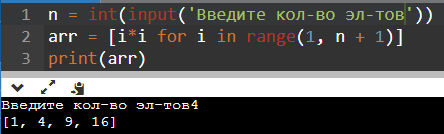 1 n = int(input('Введите кол-во эл-тов'))
2 arr = [i*i for i in range(1, n + 1)]
3 print(arr)
Введите кол-во эл-тов4
[1, 4, 9, 16]